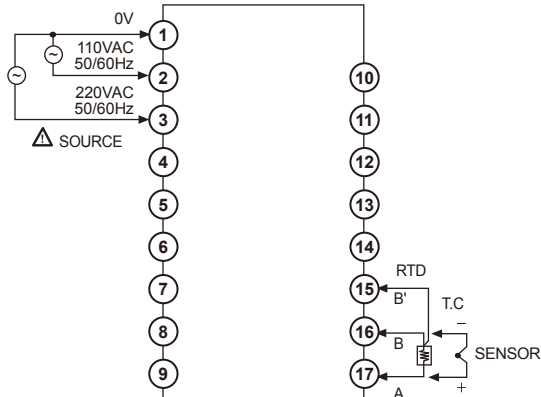 0V
1
110VAC
50/60Hz
2
10
220VAC
50/60Hz
3
11
SOURCE
4
12
5
13
6
14
RTD
7
15
B'
T.C
8
16
B
−
SENSOR
9
17
A
+